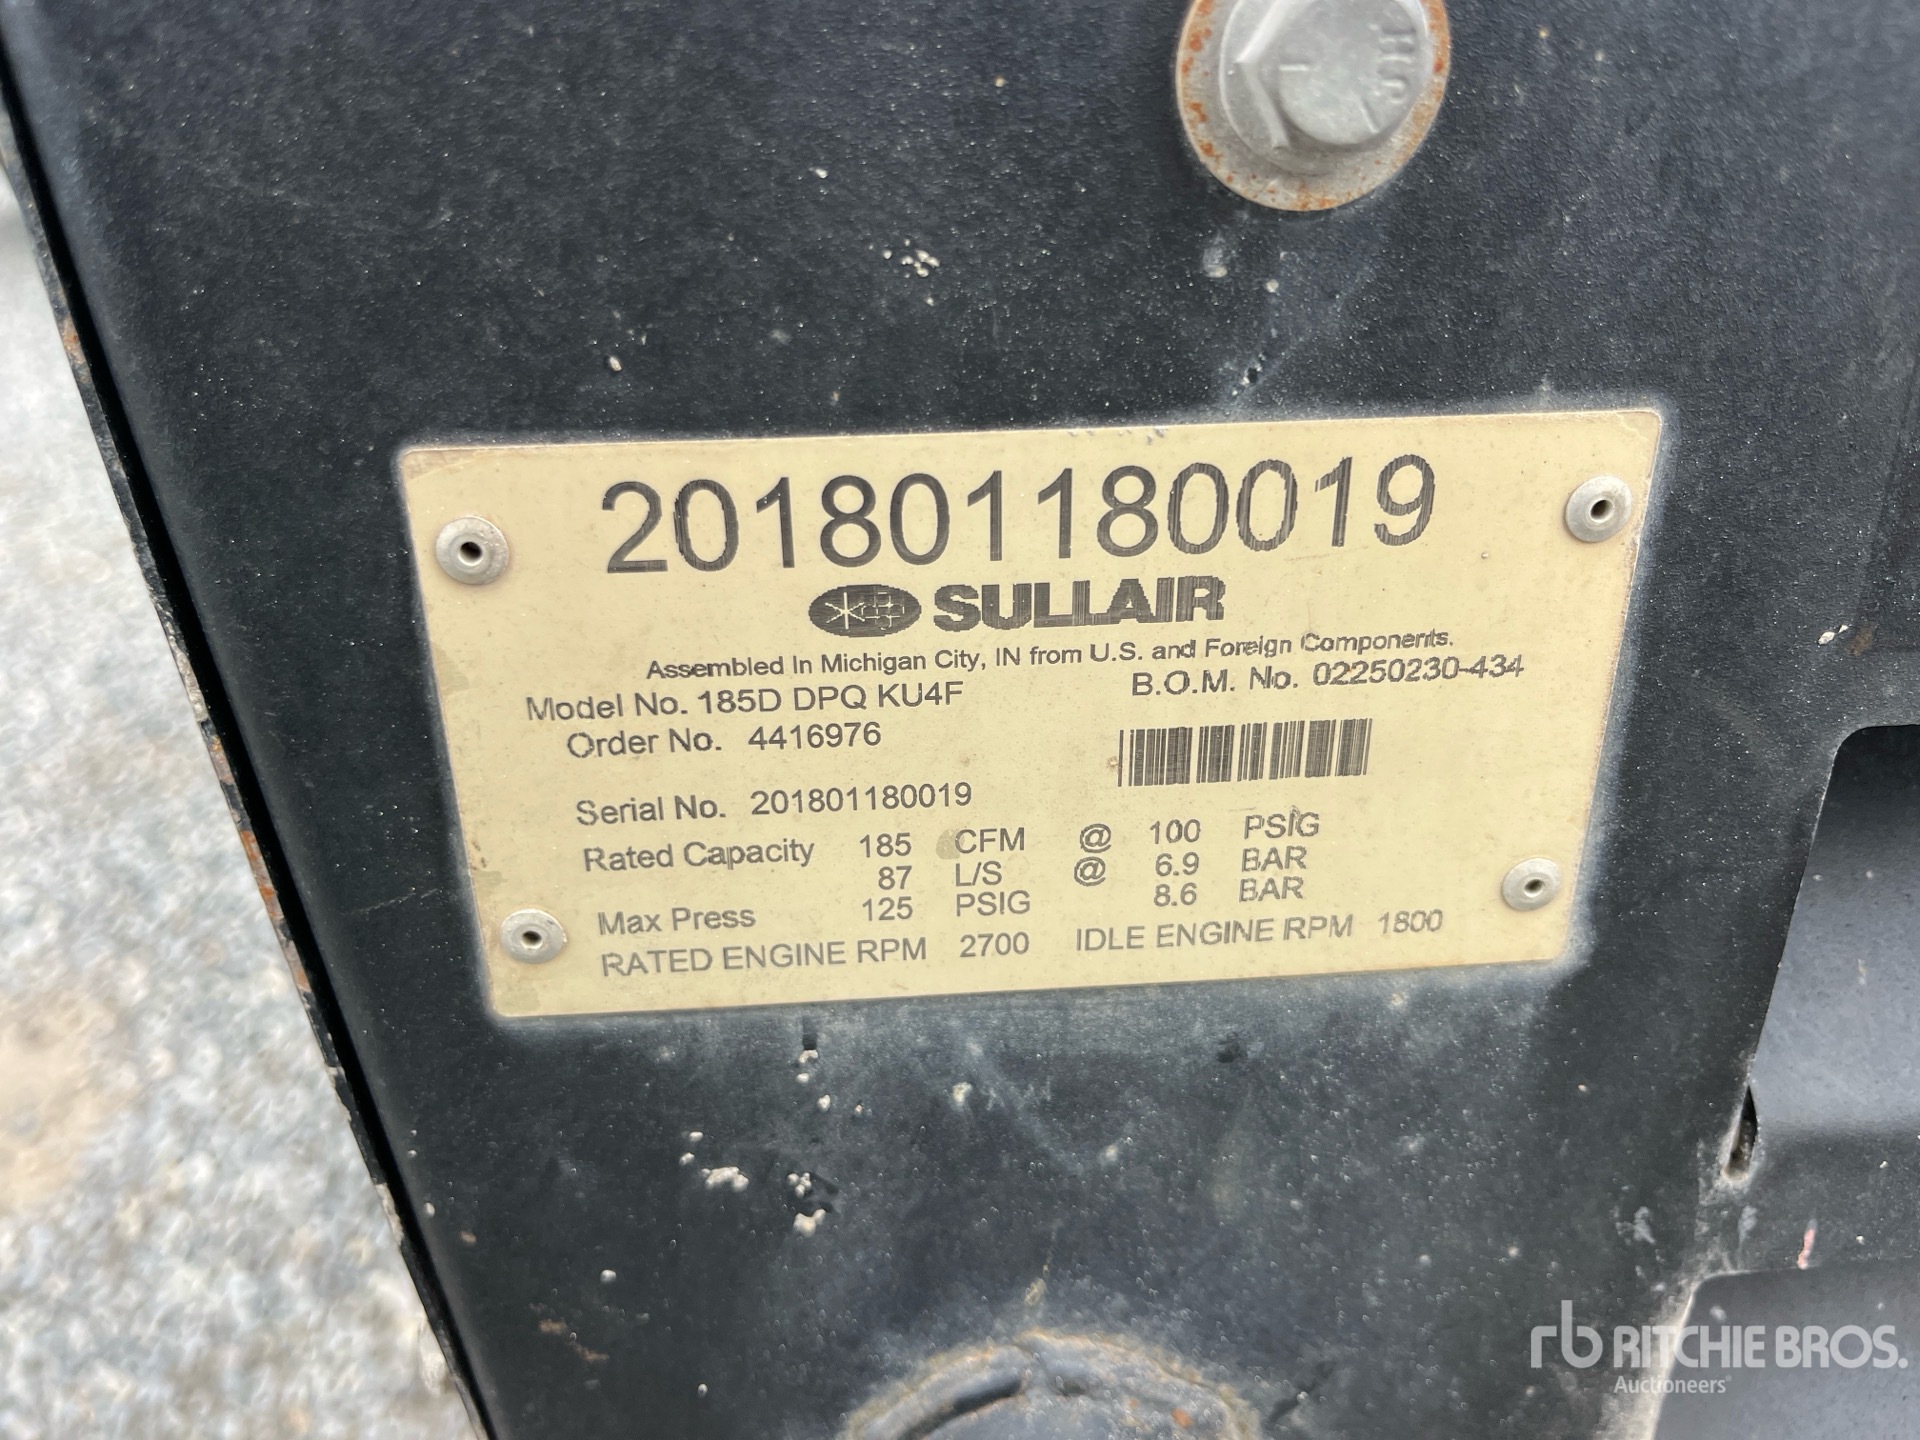 201801180019
SULLAIR
Assembled In Michigan City, IN from U.S. and Foreign Components.
Model No. 185D DPQ KU4F B.O.M. No. 02250230-434
Order No. 4416976
Serial No. 201801180019
Rated Capacity 185 CFM @ 100 PSIG
87 L/S @ 6.9 BAR
Max Press 125 PSIG 8.6 BAR
RATED ENGINE RPM 2700 IDLE ENGINE RPM 1800
rb RITCHIE BROS.
Auctioneers